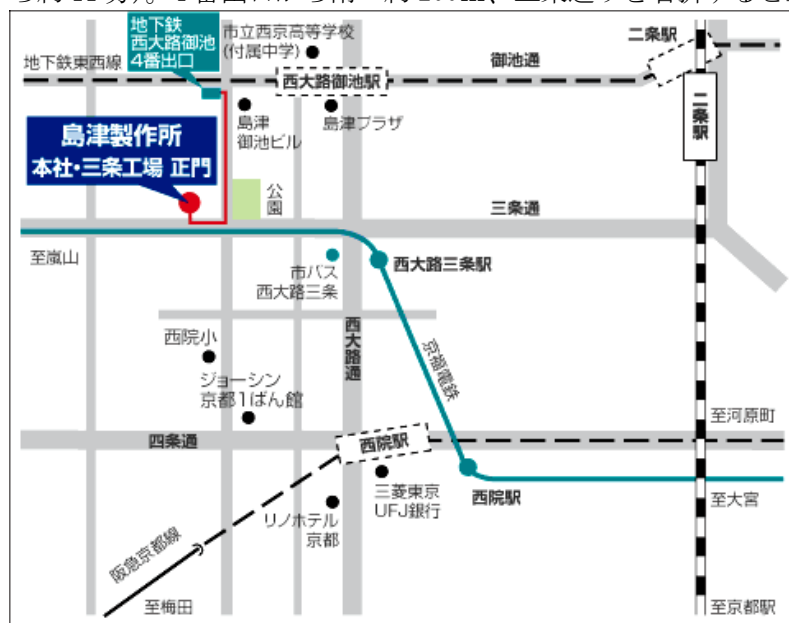 地下鉄
西大路御池
4番出口
市立西京高等学校
(付属中学)
二条駅
地下鉄東西線
西大路御池駅
御池通
二条駅
島津
御池ビル
島津プラザ
島津製作所
本社・三条工場 正門
公園
三条通
至嵐山
市バス
西大路三条
西大路三条駅
西大路通
西院小
京福電鉄
ジョーシン
京都1ばん館
至河原町
四条通
西院駅
三菱東京
UFJ銀行
西院駅
至大宮
リノホテル
京都
阪急京都線
至梅田
至京都駅